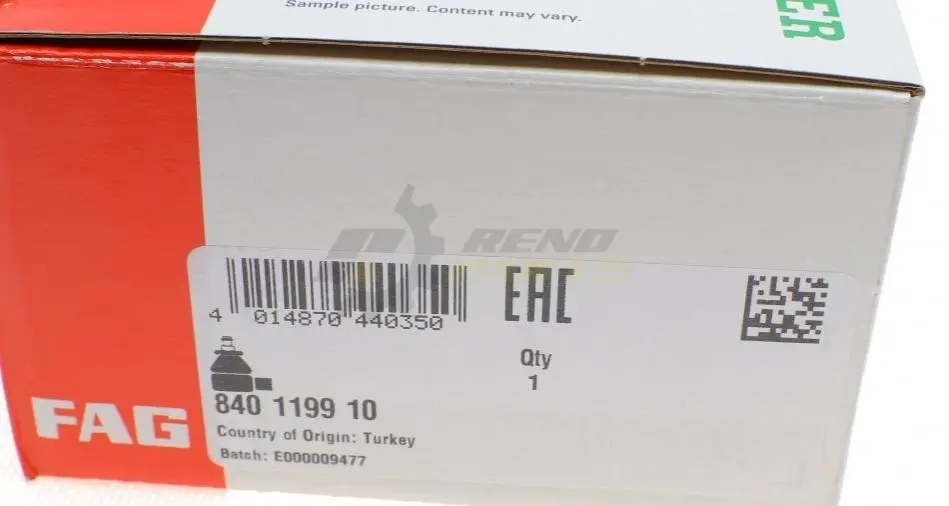 Sample picture. Content may vary.
ER
RENO
PARTS
4 014870 440350
EAC
Qty
1
840 1199 10
FAG
Country of Origin: Turkey
Batch: E000009477